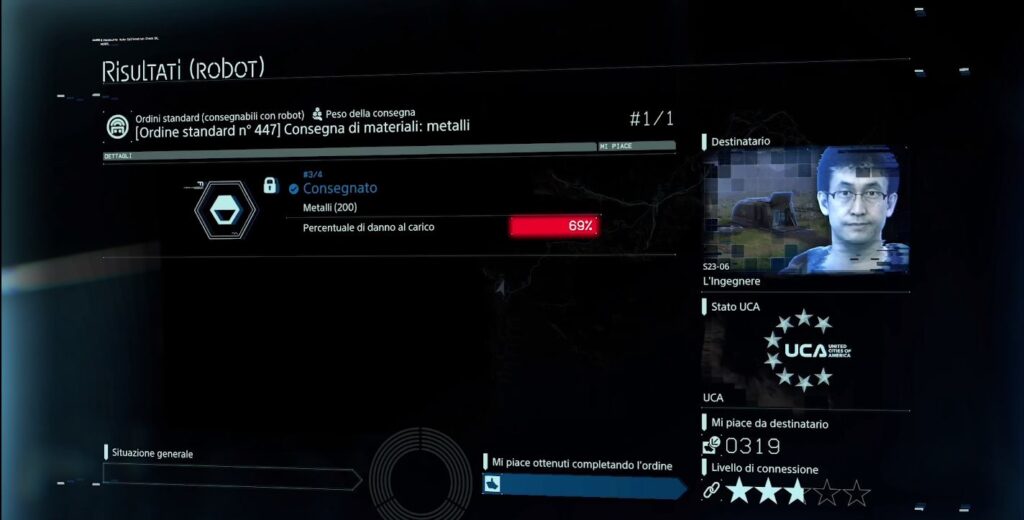 Risultati (robot)
Ordini standard (consegnabili con robot) Peso della consegna
[Ordine standard n° 447] Consegna di materiali: metalli
#1/1
DETTAGLI
MI PIACE
#3/4
Consegnato
Metalli (200)
Percentuale di danno al carico
69%
Destinatario
S23-06
L'Ingegnere
Stato UCA
UCA UNITED
CITIES OF
AMERICA
UCA
Mi piace da destinatario
0319
Livello di connessione
Situazione generale
Mi piace ottenuti completando l'ordine